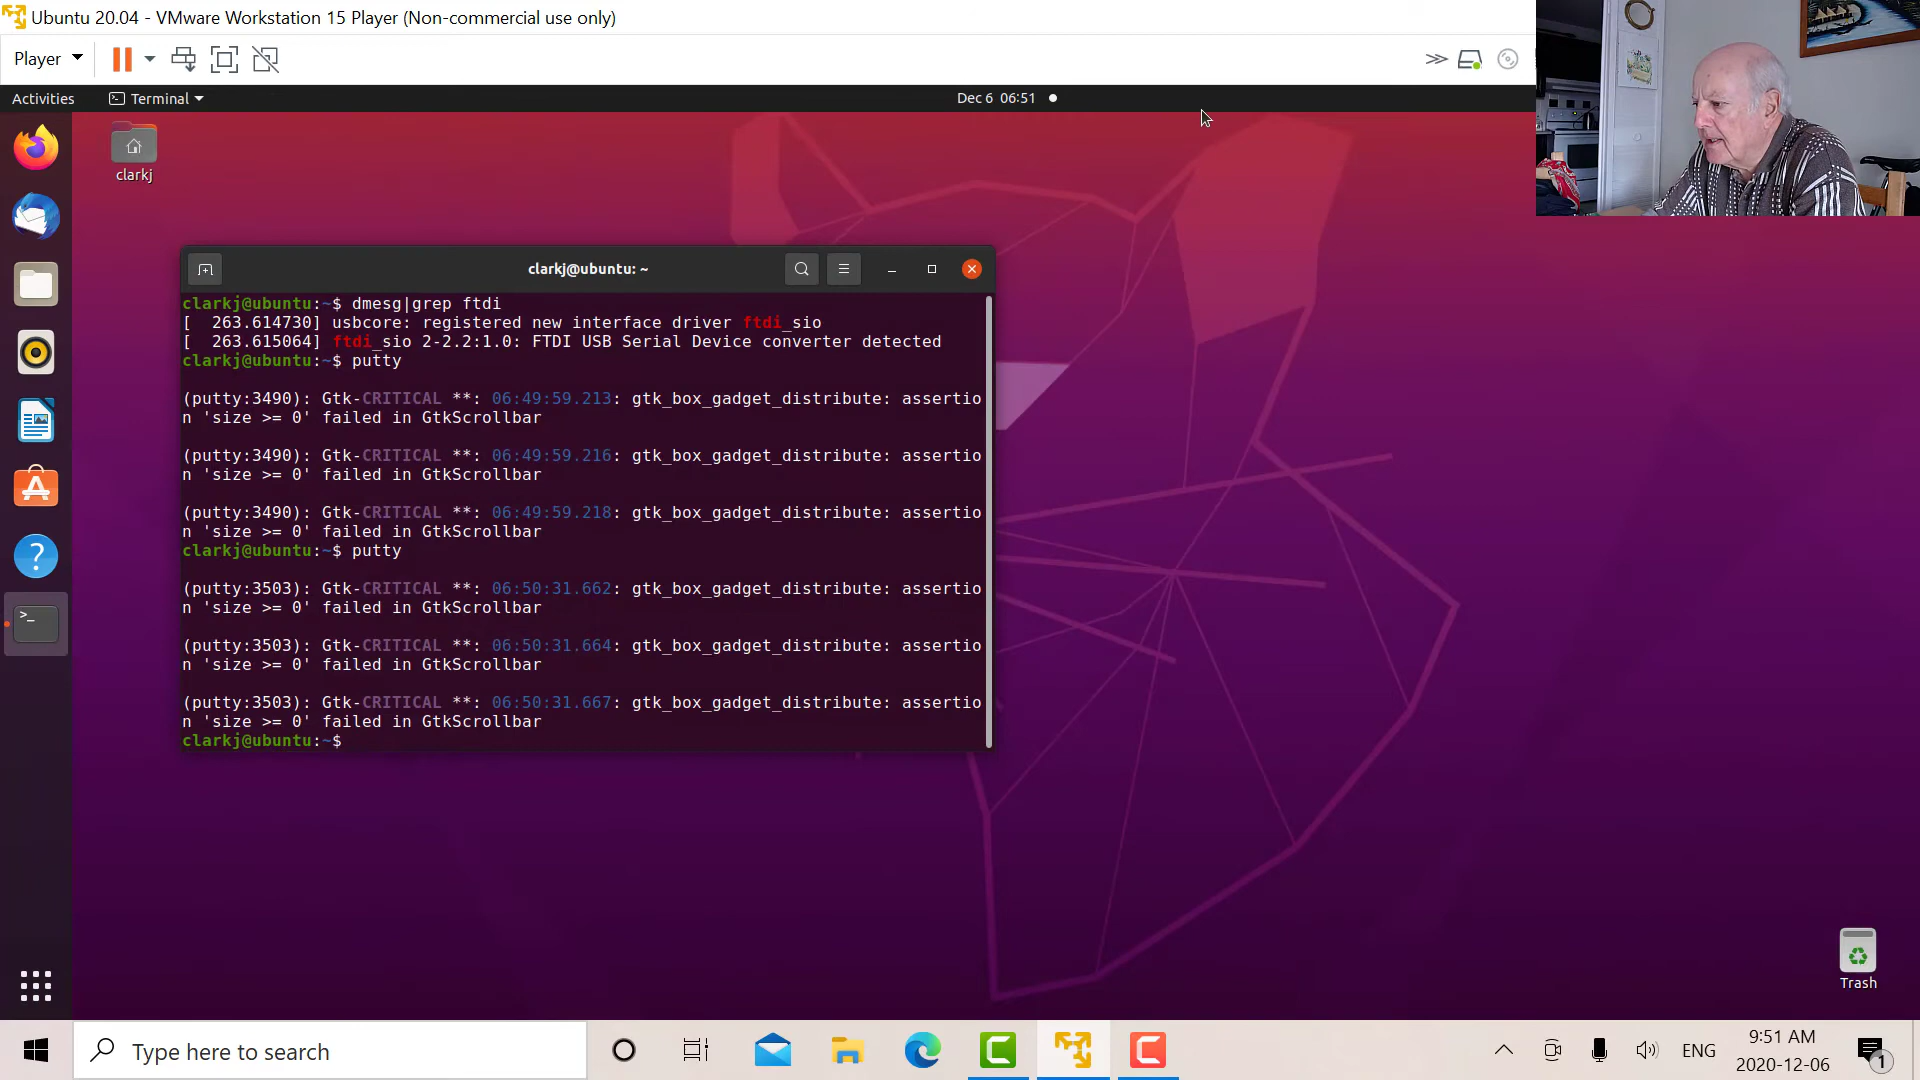 Ubuntu 20.04 - VMware Workstation 15 Player (Non-commercial use only)
Player
Activities
Terminal
Dec 6 06:51
clarkj
clarkj@ubuntu: ~
clarkj@ubuntu:~$ dmesg|grep ftdi
[  263.614730] usbcore: registered new interface driver ftdi_sio
[  263.615064] ftdi_sio 2-2.2:1.0: FTDI USB Serial Device converter detected
clarkj@ubuntu:~$ putty
(putty:3490): Gtk-CRITICAL **: 06:49:59.213: gtk_box_gadget_distribute: assertio
n 'size >= 0' failed in GtkScrollbar
(putty:3490): Gtk-CRITICAL **: 06:49:59.216: gtk_box_gadget_distribute: assertio
n 'size >= 0' failed in GtkScrollbar
(putty:3490): Gtk-CRITICAL **: 06:49:59.218: gtk_box_gadget_distribute: assertio
n 'size >= 0' failed in GtkScrollbar
clarkj@ubuntu:~$ putty
(putty:3503): Gtk-CRITICAL **: 06:50:31.662: gtk_box_gadget_distribute: assertio
n 'size >= 0' failed in GtkScrollbar
(putty:3503): Gtk-CRITICAL **: 06:50:31.664: gtk_box_gadget_distribute: assertio
n 'size >= 0' failed in GtkScrollbar
(putty:3503): Gtk-CRITICAL **: 06:50:31.667: gtk_box_gadget_distribute: assertio
n 'size >= 0' failed in GtkScrollbar
clarkj@ubuntu:~$
Trash
Type here to search
ENG
9:51 AM
2020-12-06
1